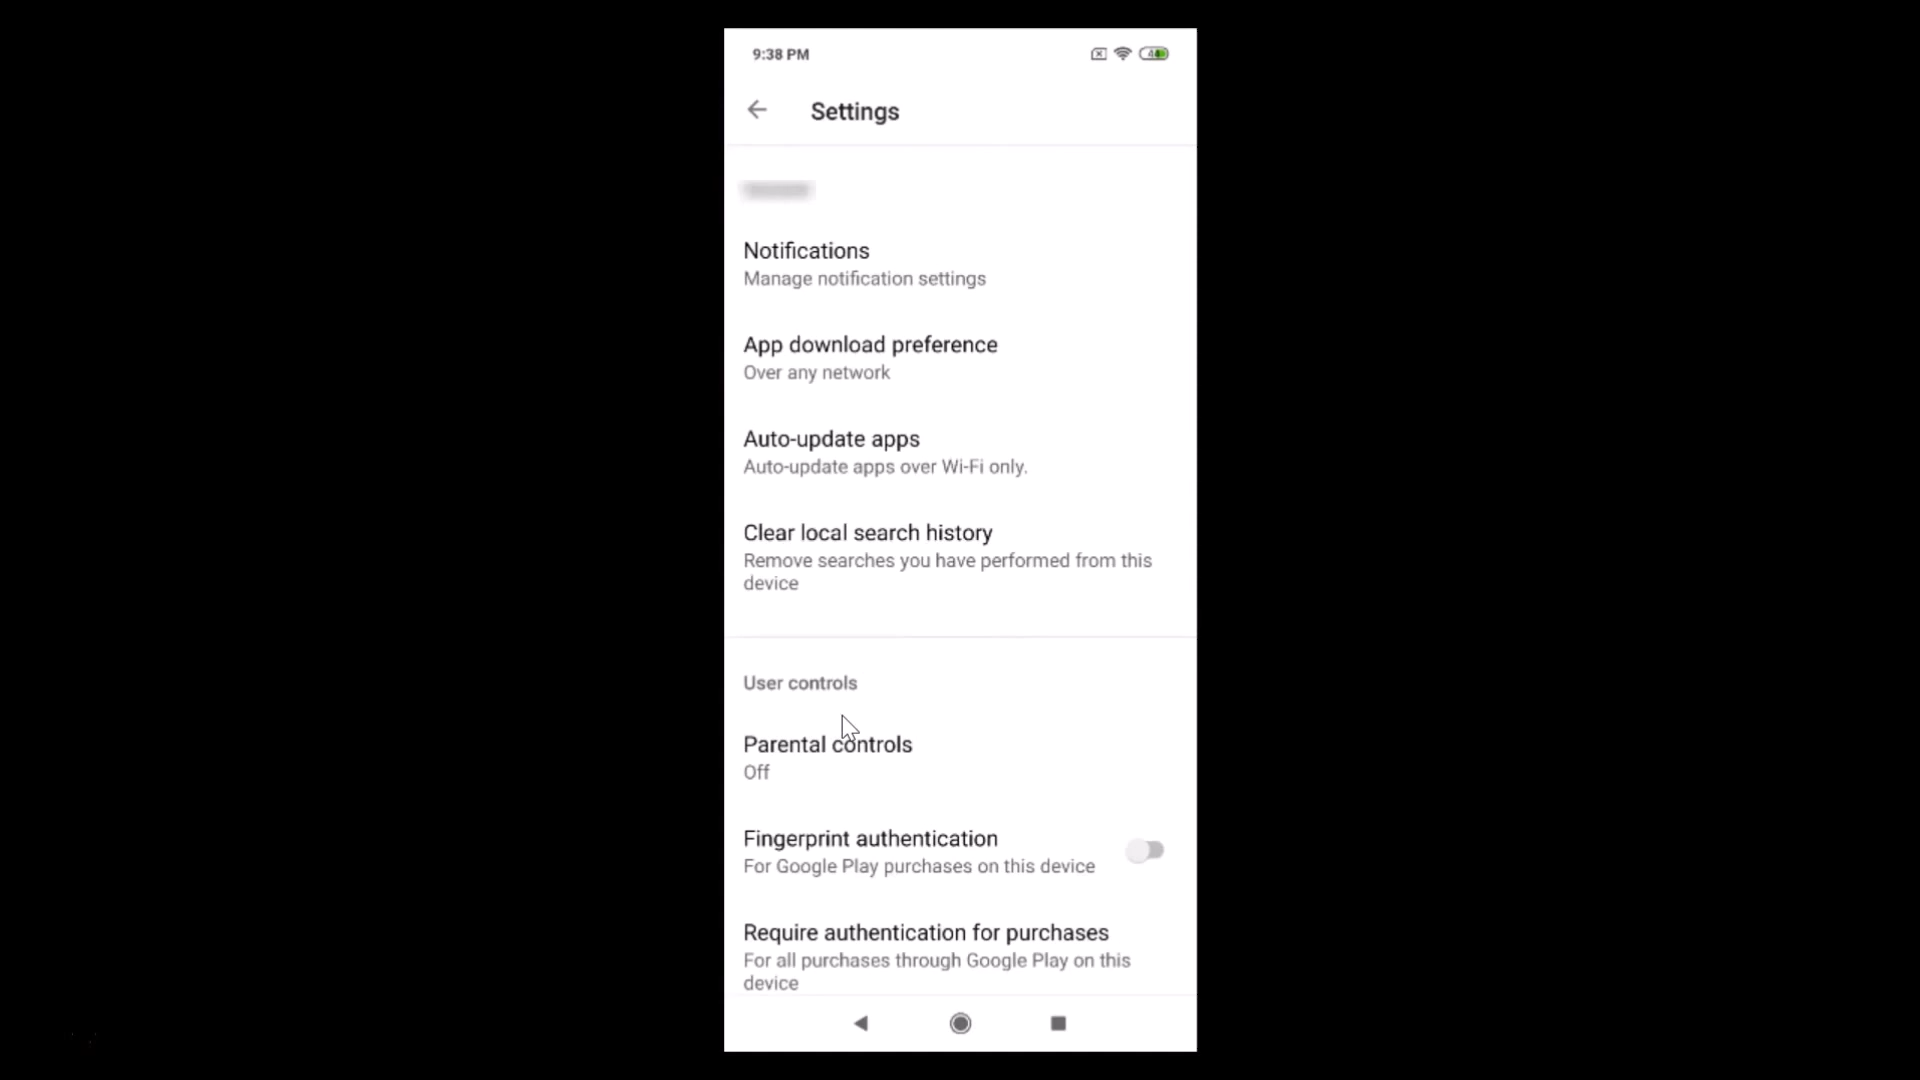 9:38 PM
Settings
Notifications
Manage notification settings
App download preference
Over any network
Auto-update apps
Auto-update apps over Wi-Fi only.
Clear local search history
Remove searches you have performed from this
device
User controls
Parental controls
Off
Fingerprint authentication
For Google Play purchases on this device
Require authentication for purchases
For all purchases through Google Play on this
device